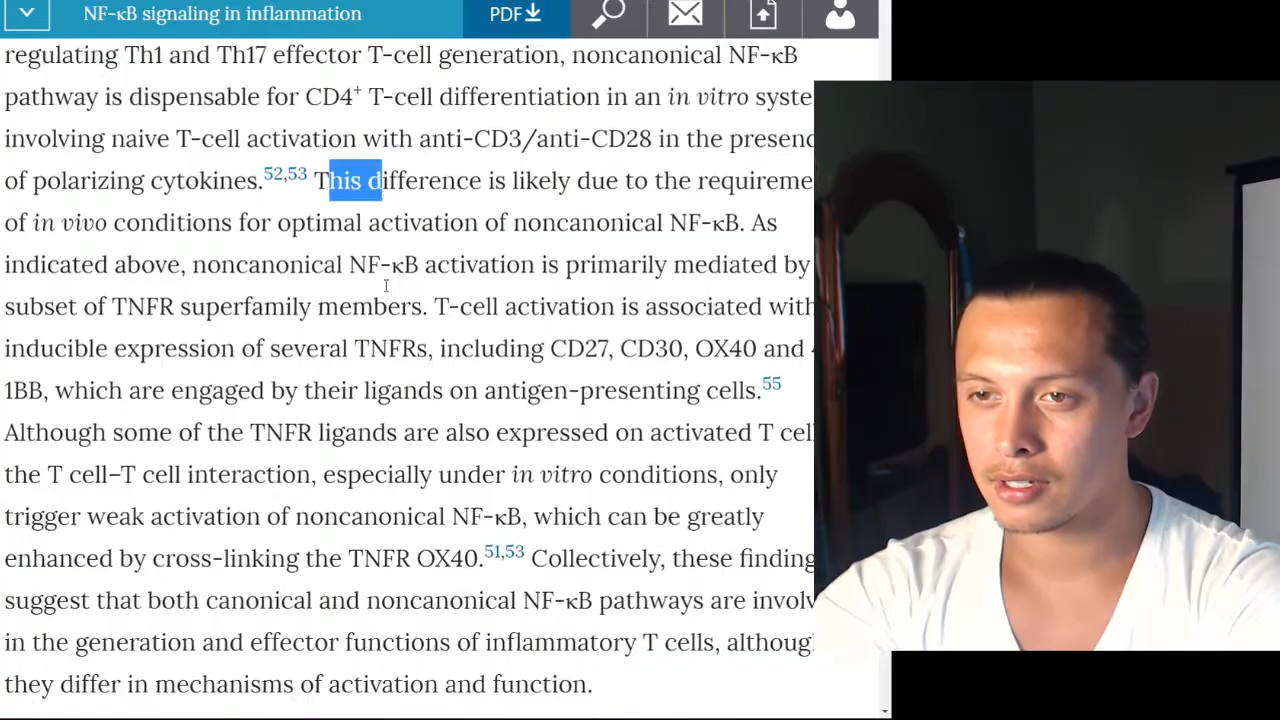 NF-κB signaling in inflammation
PDF
regulating Th1 and Th17 effector T-cell generation, noncanonical NF-κB
pathway is dispensable for CD4+ T-cell differentiation in an in vitro
involving naive T-cell activation with anti-CD3/anti-CD28 in the
of polarizing cytokines.52,53 This difference is likely due to the
of in vivo conditions for optimal activation of noncanonical NF-κB. As
indicated above, noncanonical NF-κB activation is primarily mediated by
subset of TNFR superfamily members. T-cell activation is associated with
inducible expression of several TNFRs, including CD27, CD30, OX40 and
1BB, which are engaged by their ligands on antigen-presenting cells.55
Although some of the TNFR ligands are also expressed on activated T
the T cell–T cell interaction, especially under in vitro conditions, only
trigger weak activation of noncanonical NF-κB, which can be greatly
enhanced by cross-linking the TNFR OX40.51,53 Collectively, these
suggest that both canonical and noncanonical NF-κB pathways are
in the generation and effector functions of inflammatory T cells,
they differ in mechanisms of activation and function.